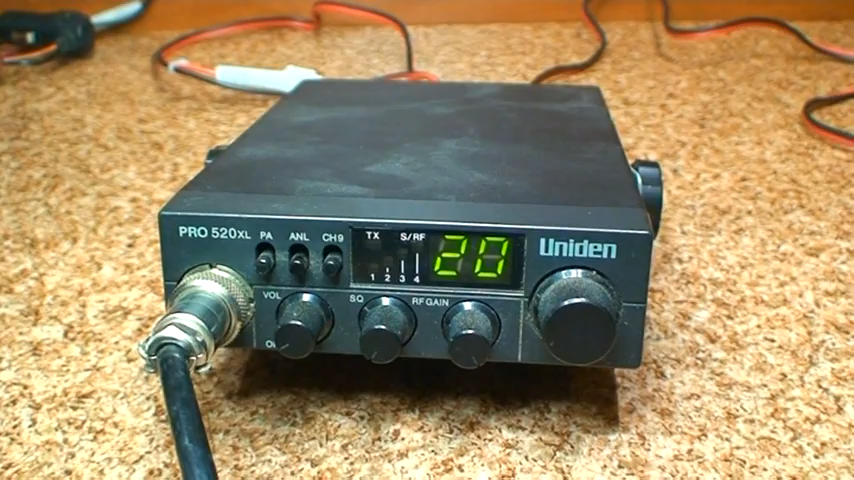 PRO 520XL PA ANL CH9
TX S/RF
1 2 3 4
20
Uniden
VOL SQ RF GAIN